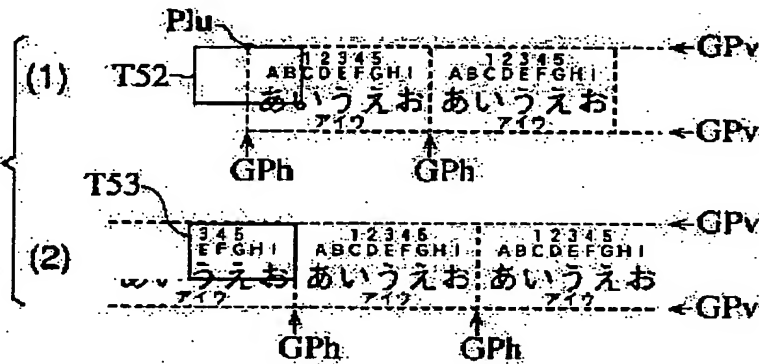 Plu
(1) T52 12345 12345 GPv
ABCDEFGHI ABCDEFGHI
あいうえお あいうえお
アイウ アイウ GPv
GPh GPh
T53
(2) 345 12345 12345 GPv
EFGHI ABCDEFGHI ABCDEFGHI
あいうえお あいうえお あいうえお
アイウ アイウ アイウ GPv
GPh GPh